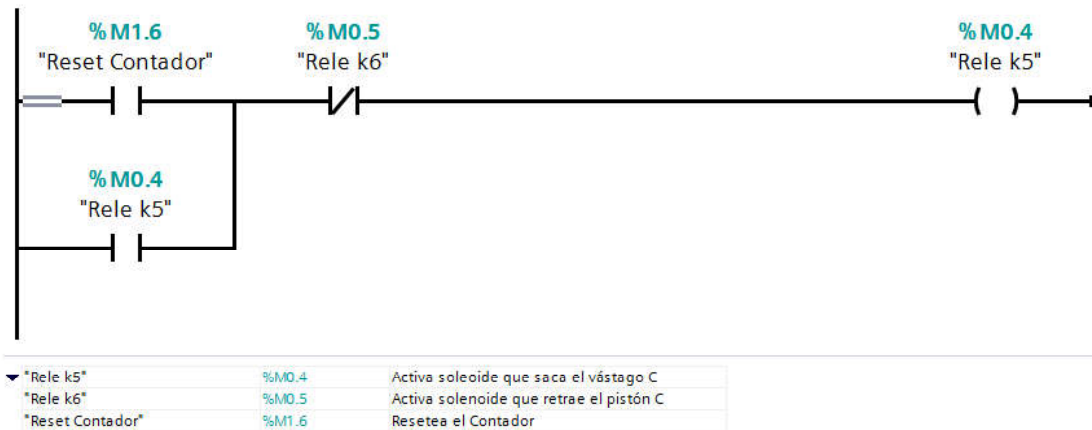 %M1.6 %M0.5 %M0.4
"Reset Contador" "Rele k6" "Rele k5"
%M0.4
"Rele k5"
"Rele k5" %M0.4 Activa soleoide que saca el vástago C
"Rele k6" %M0.5 Activa solenoide que retrae el pistón C
"Reset Contador" %M1.6 Resetea el Contador